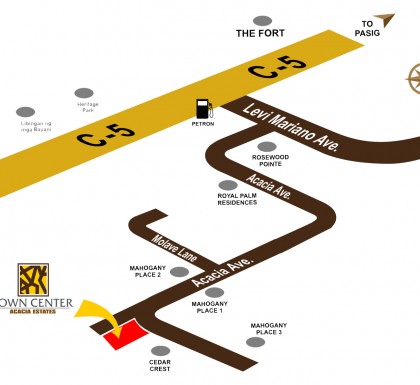 TO
PASIG
THE FORT
C-5
Heritage
Park
Libingan ng
mga Bayani
C-5
PETRON
Levi Mariano Ave.
ROSEWOOD
POINTE
Acacia Ave.
ROYAL PALM
RESIDENCES
Molave Lane
Acacia Ave.
MAHOGANY
PLACE 2
OWN CENTER
ACACIA ESTATES
MAHOGANY
PLACE 1
MAHOGANY
PLACE 3
CEDAR
CREST